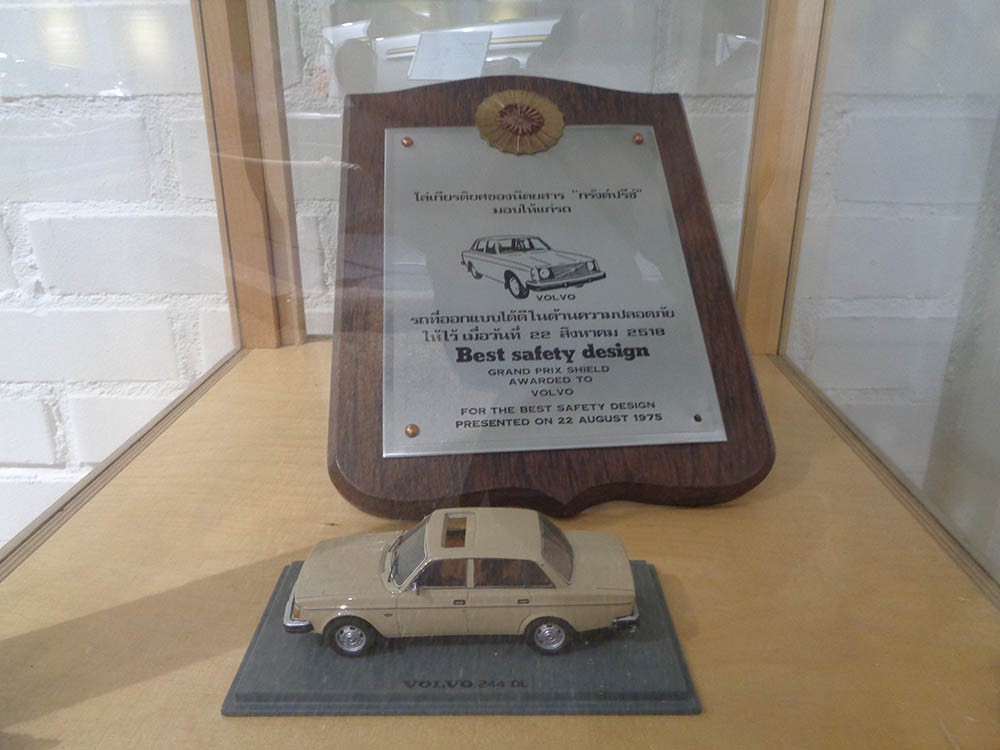 โล่เกียรติยศของนิตยสาร "กรังด์ปรีซ์"
มอบให้แก่รถ
VOLVO
รถที่ออกแบบได้ดีในด้านความปลอดภัย
ให้ไว้ เมื่อวันที่ 22 สิงหาคม 2518
Best safety design
GRAND PRIX SHIELD
AWARDED TO
VOLVO
FOR THE BEST SAFETY DESIGN
PRESENTED ON 22 AUGUST 1975
VOLVO 244 DL